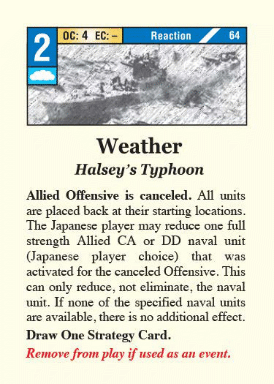 2
OC: 4 EC: –
Reaction
64
Weather
Halsey's Typhoon
Allied Offensive is canceled. All units
are placed back at their starting locations.
The Japanese player may reduce one full
strength Allied CA or DD naval unit
(Japanese player choice) that was
activated for the canceled Offensive. This
can only reduce, not eliminate, the naval
unit. If none of the specified naval units
are available, there is no additional effect.
Draw One Strategy Card.
Remove from play if used as an event.